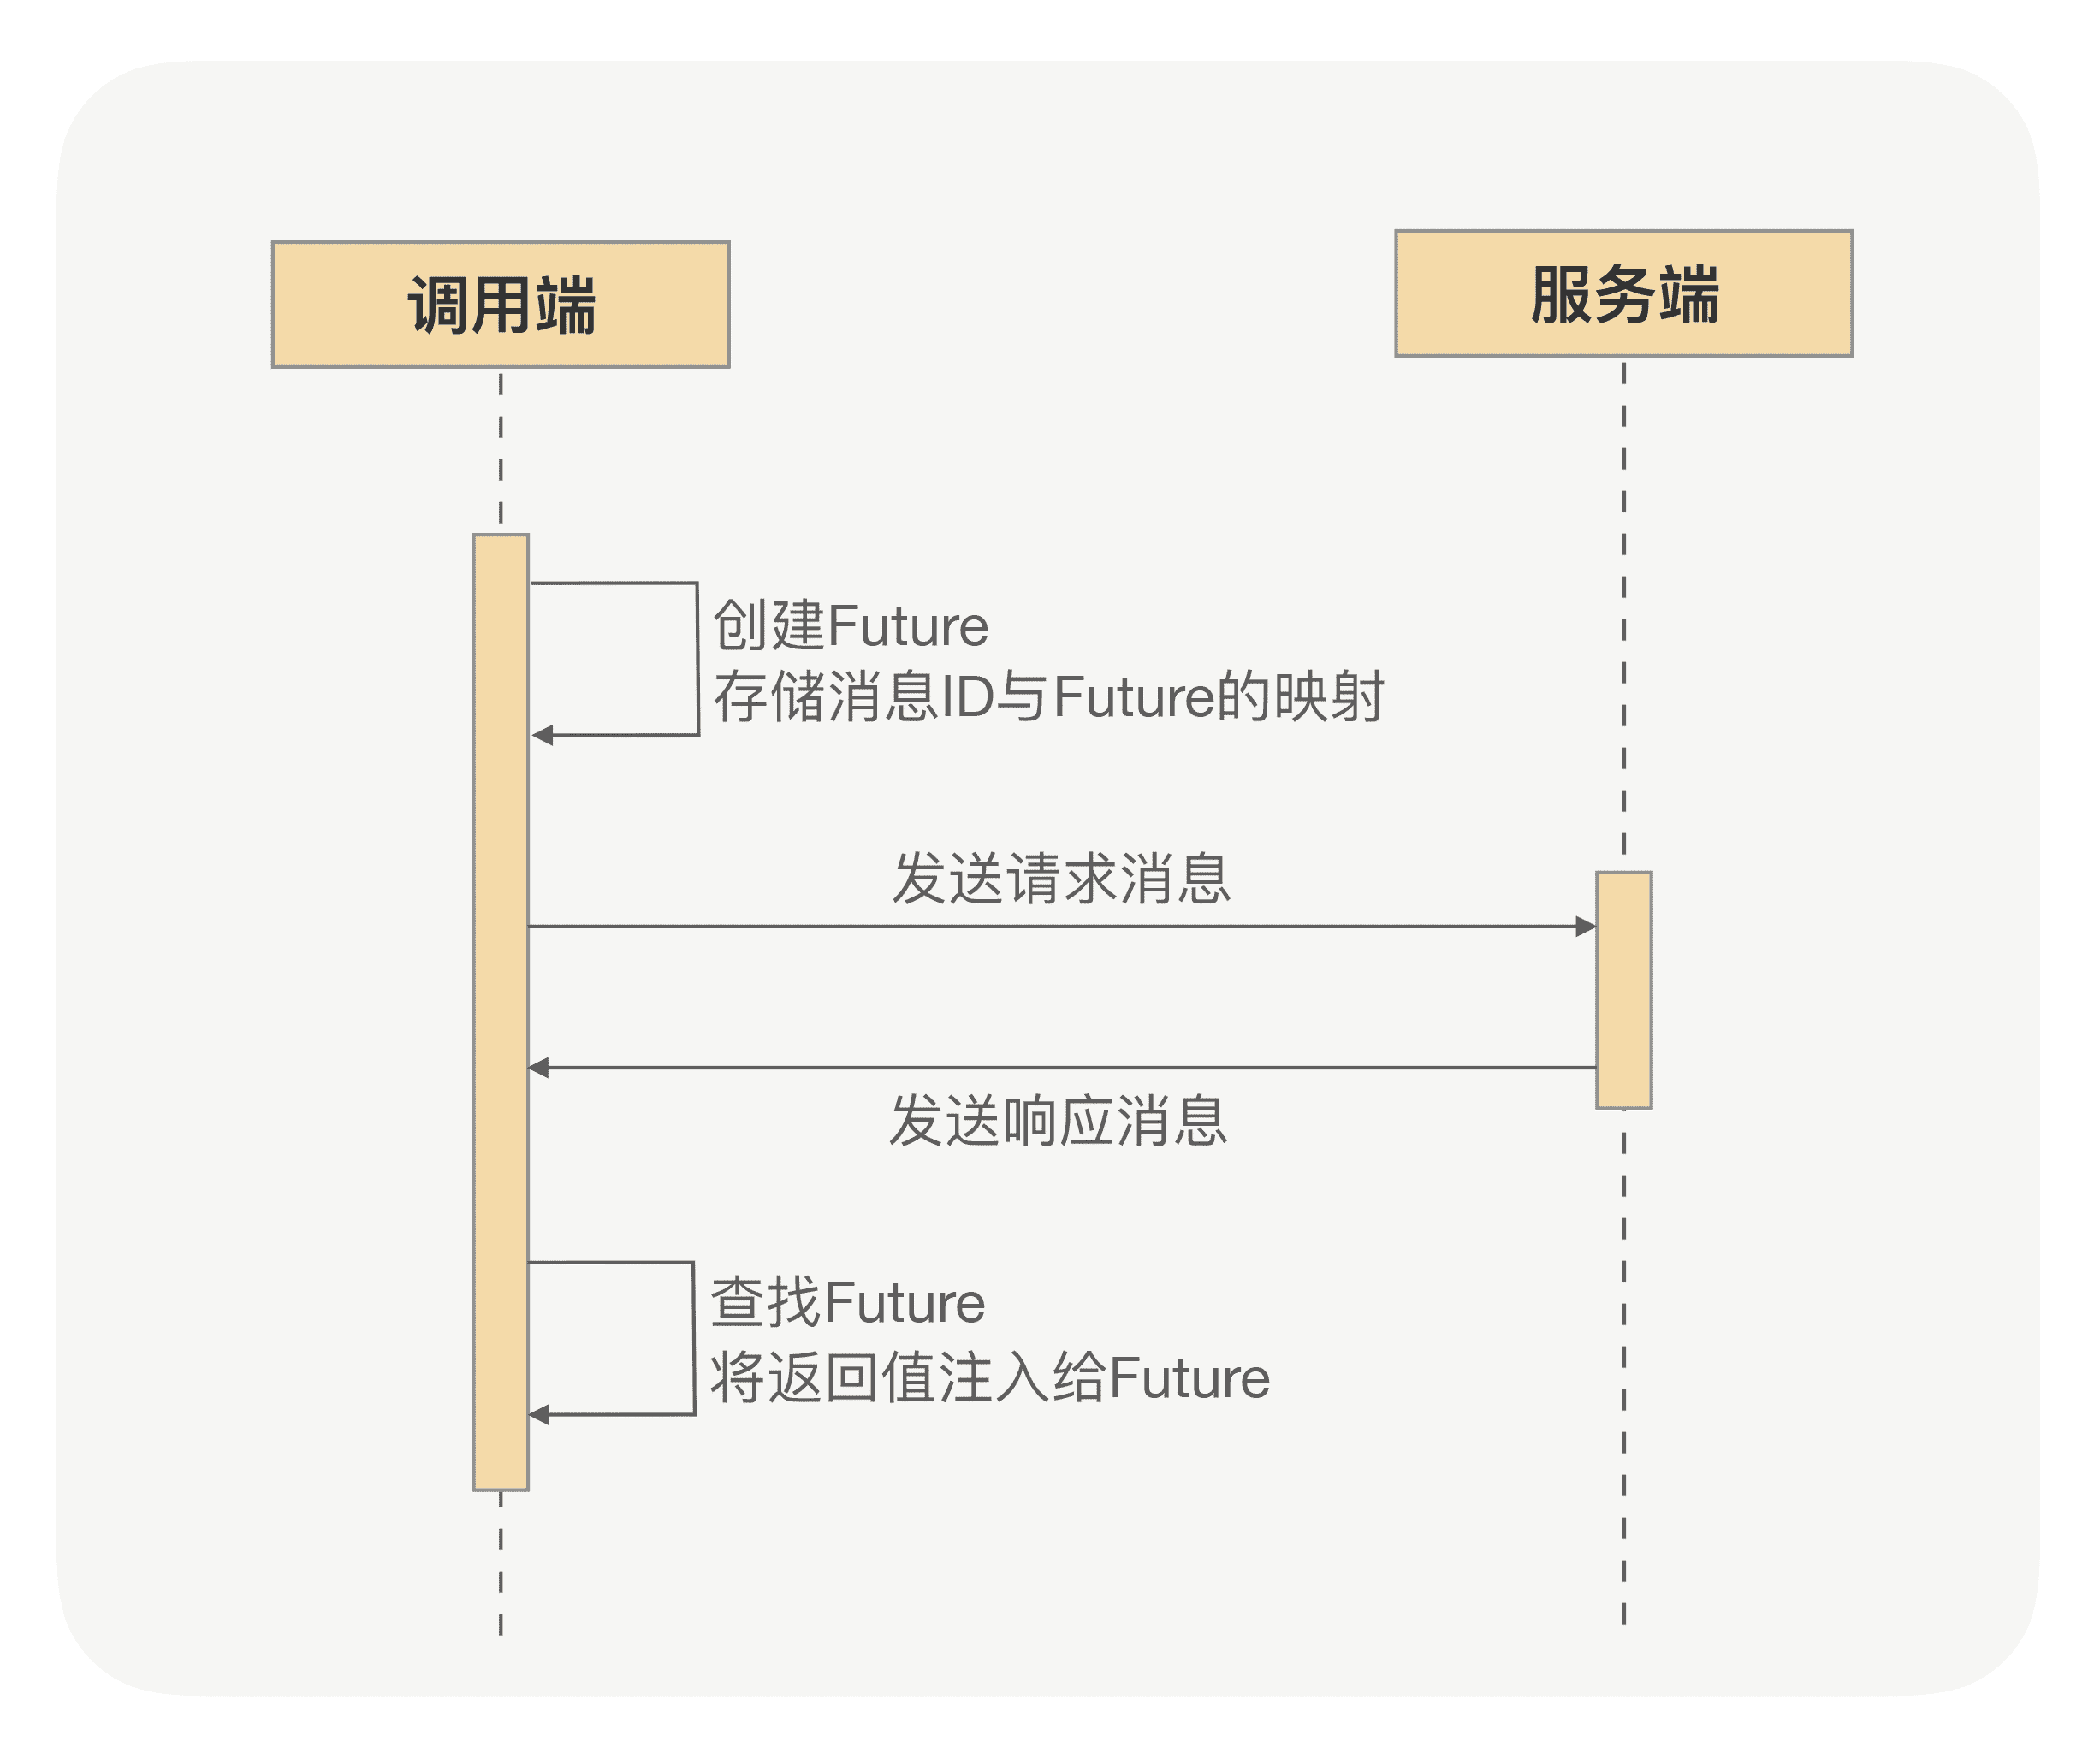 调用端
服务端
创建Future
存储消息ID与Future的映射
发送请求消息
发送响应消息
查找Future
将返回值注入给Future